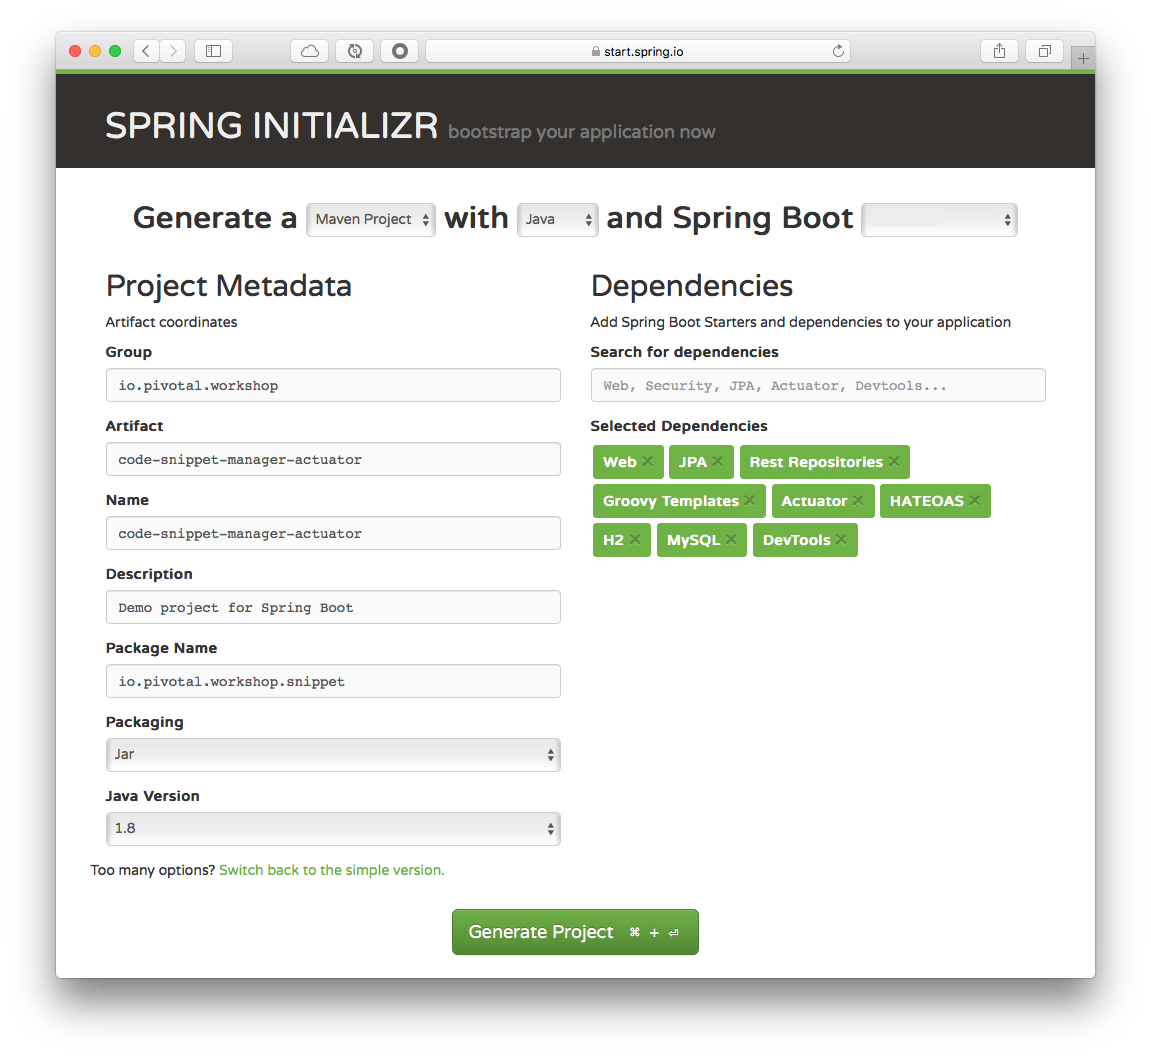 start.spring.io
SPRING INITIALIZR bootstrap your application now
Generate a Maven Project with Java and Spring Boot
Project Metadata
Artifact coordinates
Group
io.pivotal.workshop
Artifact
code-snippet-manager-actuator
Name
code-snippet-manager-actuator
Description
Demo project for Spring Boot
Package Name
io.pivotal.workshop.snippet
Packaging
Jar
Java Version
1.8
Too many options? Switch back to the simple version.
Dependencies
Add Spring Boot Starters and dependencies to your application
Search for dependencies
Web, Security, JPA, Actuator, Devtools...
Selected Dependencies
Web × JPA × Rest Repositories ×
Groovy Templates × Actuator × HATEOAS ×
H2 × MySQL × DevTools ×
Generate Project ⌘ + ⏎